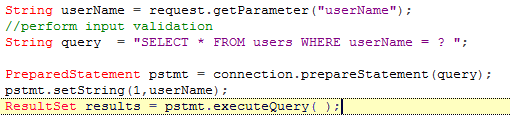 String userName = request.getParameter("userName");
//perform input validation
String query  = "SELECT * FROM users WHERE userName = ? ";
PreparedStatement pstmt = connection.prepareStatement(query);
pstmt.setString(1,userName);
ResultSet results = pstmt.executeQuery( );